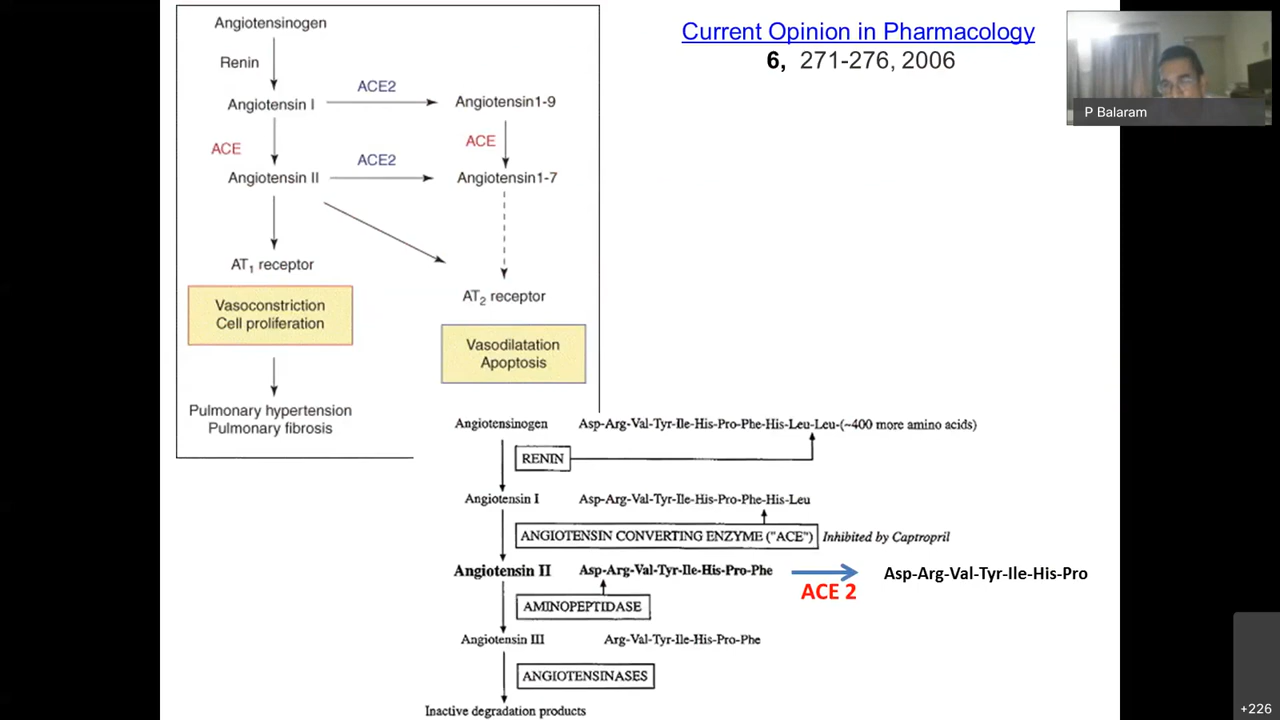 Angiotensinogen
Renin
Angiotensin I
ACE2
Angiotensin1-9
ACE
ACE
Angiotensin II
ACE2
Angiotensin1-7
AT1 receptor
AT2 receptor
Vasoconstriction
Cell proliferation
Vasodilatation
Apoptosis
Pulmonary hypertension
Pulmonary fibrosis
Current Opinion in Pharmacology
6, 271-276, 2006
P Balaram
Angiotensinogen Asp-Arg-Val-Tyr-Ile-His-Pro-Phe-His-Leu-Leu-(~400 more amino acids)
RENIN
Angiotensin I Asp-Arg-Val-Tyr-Ile-His-Pro-Phe-His-Leu
ANGIOTENSIN CONVERTING ENZYME ("ACE") Inhibited by Captopril
Angiotensin II Asp-Arg-Val-Tyr-Ile-His-Pro-Phe Asp-Arg-Val-Tyr-Ile-His-Pro
ACE 2
AMINOPEPTIDASE
Angiotensin III Arg-Val-Tyr-Ile-His-Pro-Phe
ANGIOTENSINASES
Inactive degradation products
+226